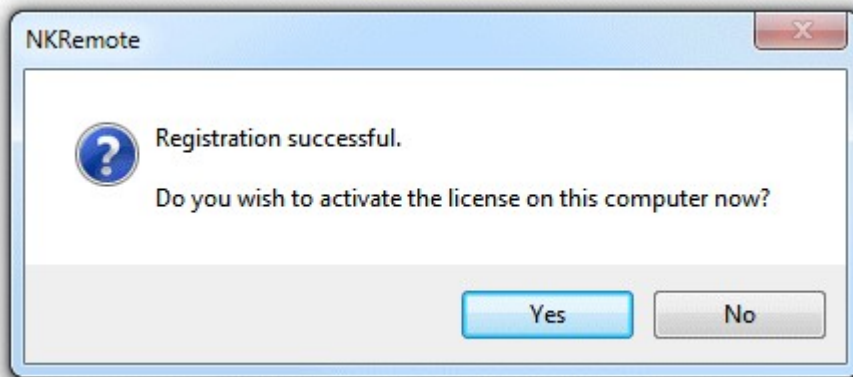 NKRemote
Registration successful.
Do you wish to activate the license on this computer now?
Yes
No